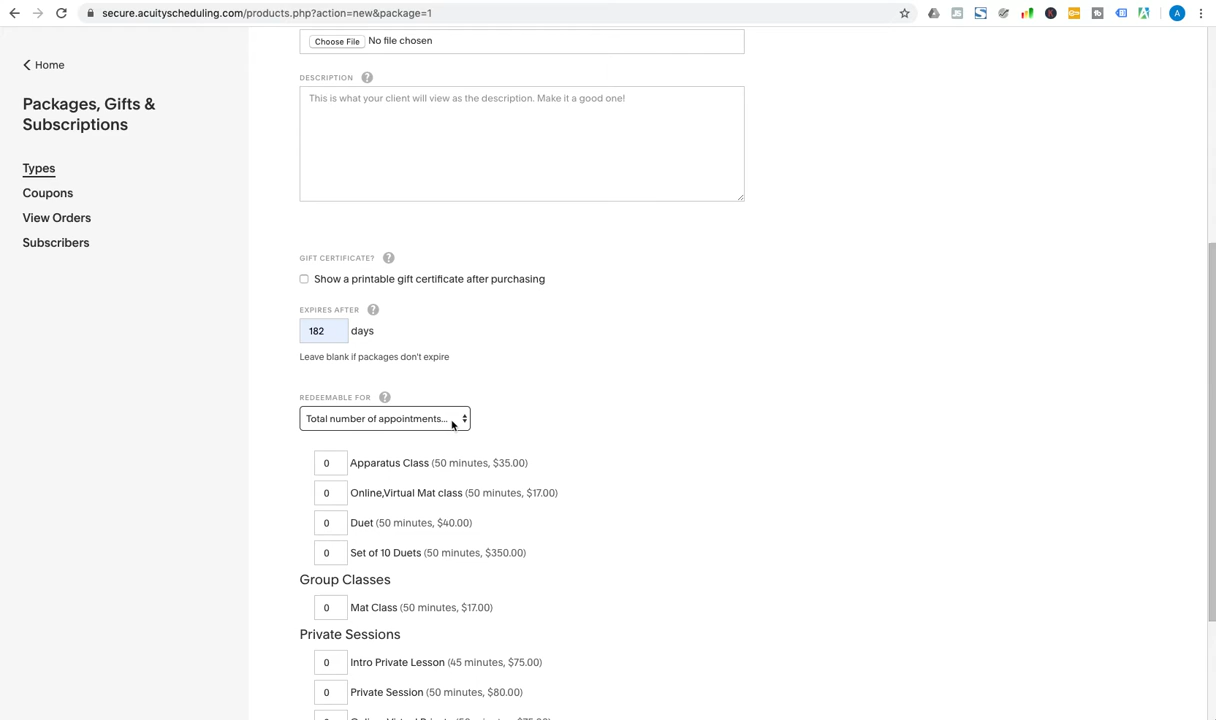 secure.acuityscheduling.com/products.php?action=new&package=1
A
Home
Packages, Gifts &
Subscriptions
Types
Coupons
View Orders
Subscribers
Choose File No file chosen
DESCRIPTION ?
This is what your client will view as the description. Make it a good one!
GIFT CERTIFICATE? ?
Show a printable gift certificate after purchasing
EXPIRES AFTER ?
182 days
Leave blank if packages don't expire
REDEEMABLE FOR ?
Total number of appointments...
0 Apparatus Class (50 minutes, $35.00)
0 Online,Virtual Mat class (50 minutes, $17.00)
0 Duet (50 minutes, $40.00)
0 Set of 10 Duets (50 minutes, $350.00)
Group Classes
0 Mat Class (50 minutes, $17.00)
Private Sessions
0 Intro Private Lesson (45 minutes, $75.00)
0 Private Session (50 minutes, $80.00)